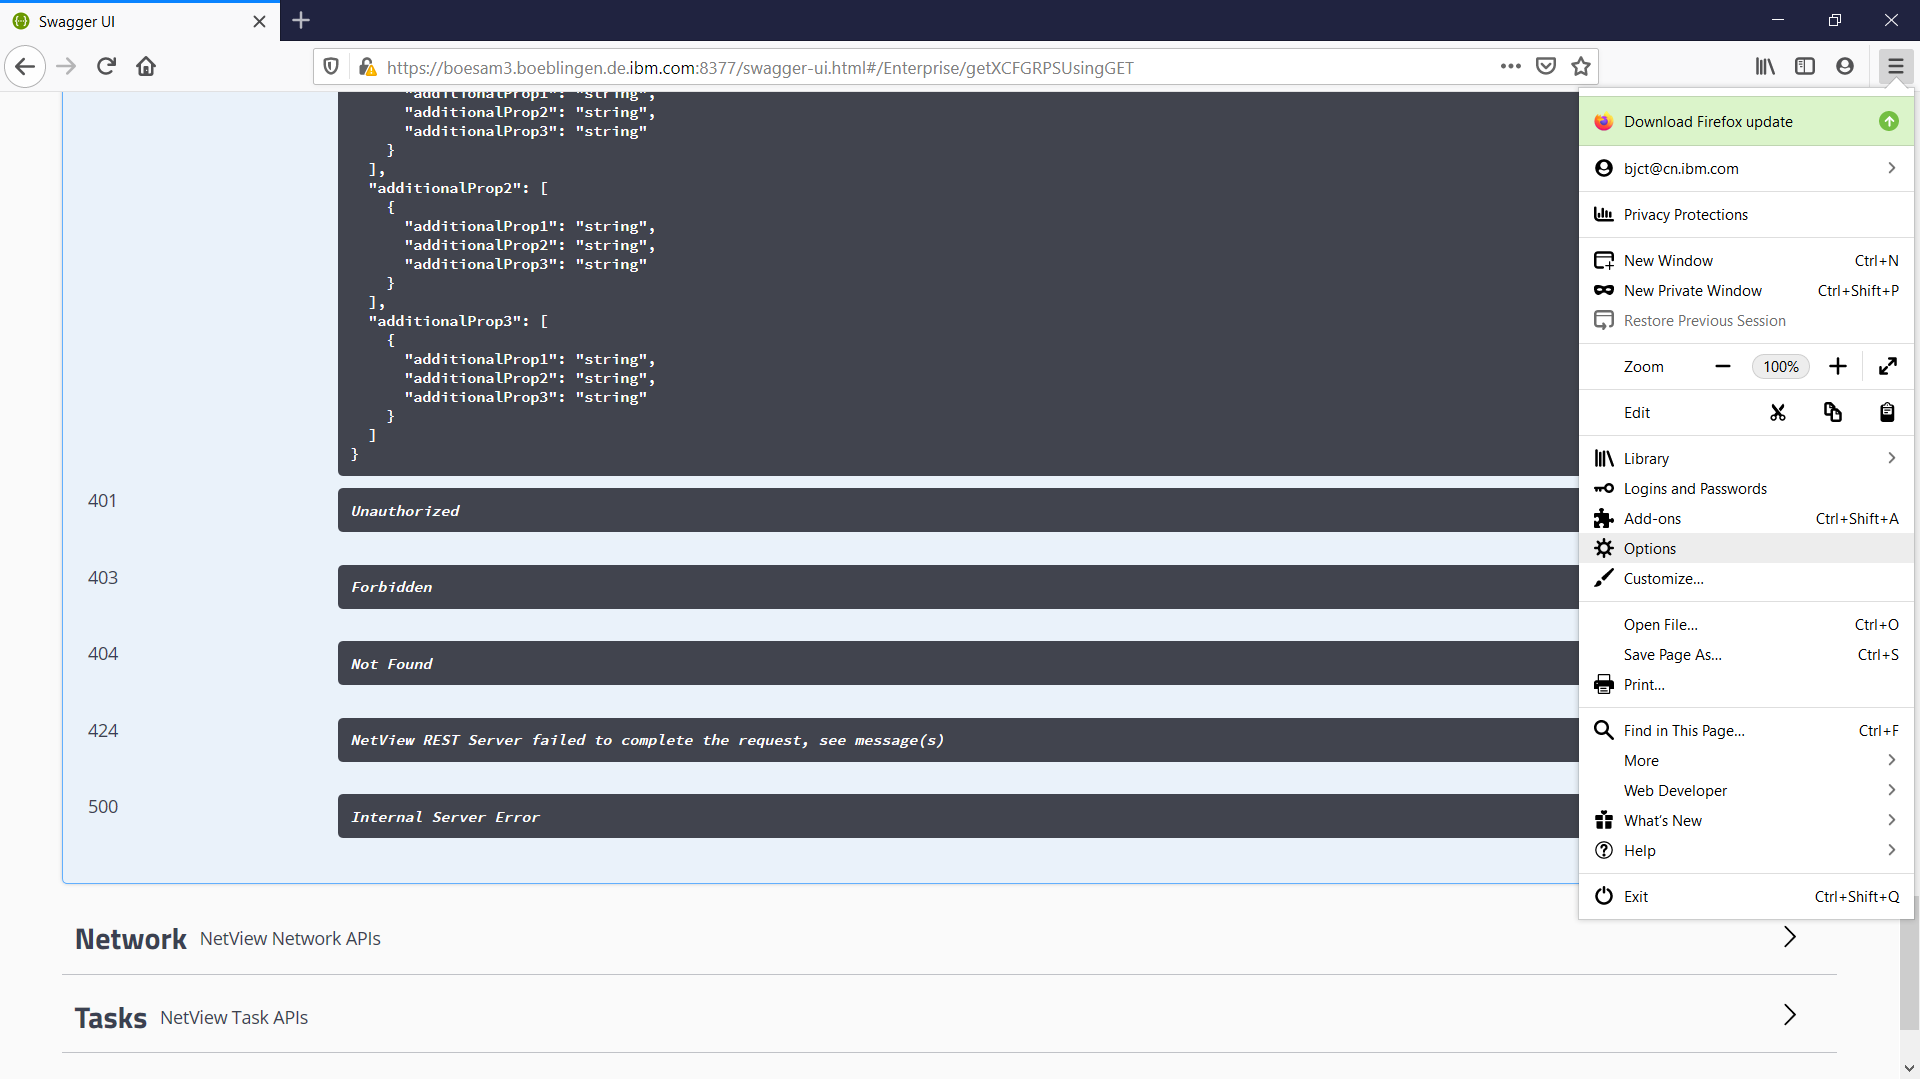 Swagger UI
https://boesam3.boeblingen.de.ibm.com:8377/swagger-ui.html#/Enterprise/getXCFGRPSUsingGET
"additionalProp1": "string",
"additionalProp2": "string",
"additionalProp3": "string"
}
],
"additionalProp2": [
{
"additionalProp1": "string",
"additionalProp2": "string",
"additionalProp3": "string"
}
],
"additionalProp3": [
{
"additionalProp1": "string",
"additionalProp2": "string",
"additionalProp3": "string"
}
]
}
401
Unauthorized
403
Forbidden
404
Not Found
424
NetView REST Server failed to complete the request, see message(s)
500
Internal Server Error
Network NetView Network APIs
Tasks NetView Task APIs
Download Firefox update
bjct@cn.ibm.com
Privacy Protections
New Window Ctrl+N
New Private Window Ctrl+Shift+P
Restore Previous Session
Zoom 100%
Edit
Library
Logins and Passwords
Add-ons Ctrl+Shift+A
Options
Customize...
Open File... Ctrl+O
Save Page As... Ctrl+S
Print...
Find in This Page... Ctrl+F
More
Web Developer
What's New
Help
Exit Ctrl+Shift+Q